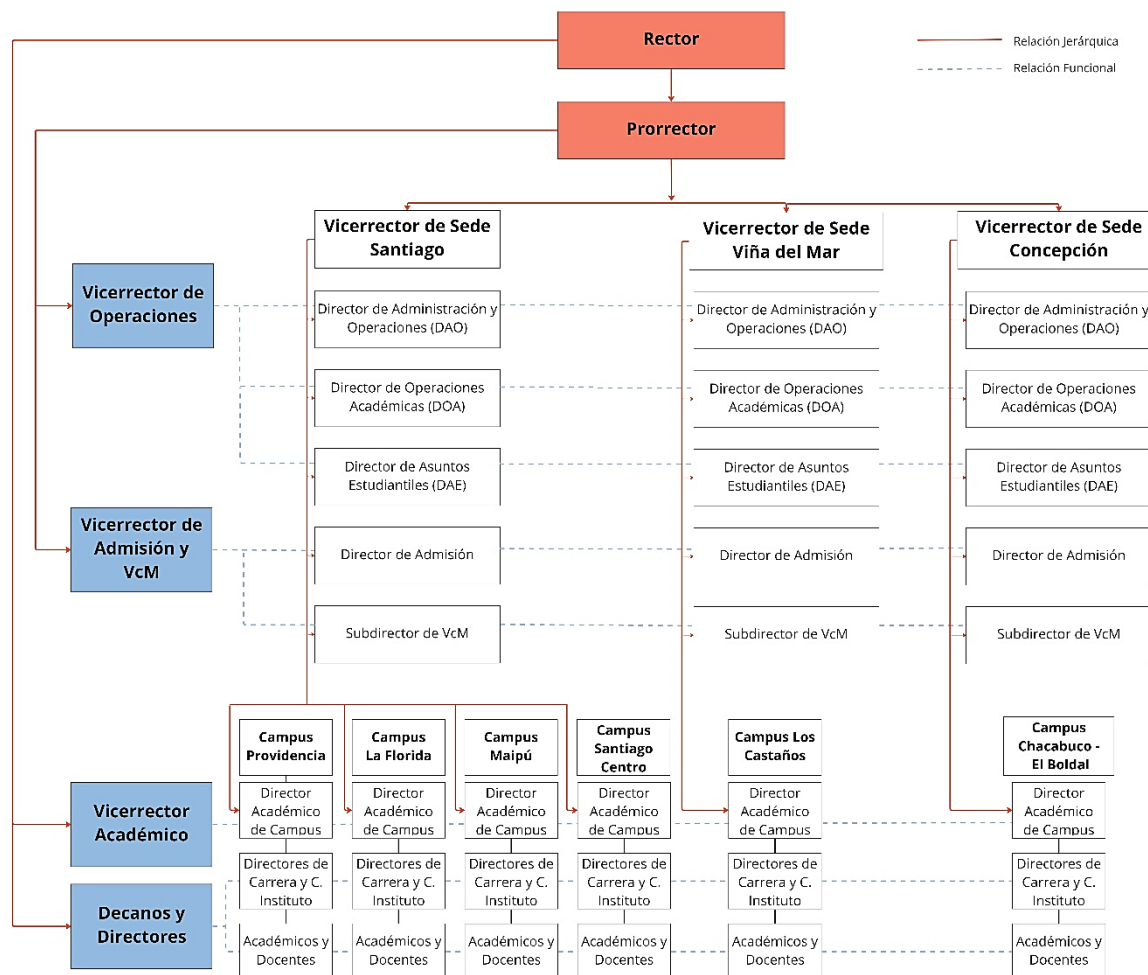 Rector
Relación Jerárquica
Relación Funcional
Prorrector
Vicerrector de Sede
Santiago
Vicerrector de Sede
Viña del Mar
Vicerrector de Sede
Concepción
Vicerrector de
Operaciones
Director de Administración y
Operaciones (DAO)
Director de Administración y
Operaciones (DAO)
Director de Administración y
Operaciones (DAO)
Director de Operaciones
Académicas (DOA)
Director de Operaciones
Académicas (DOA)
Director de Operaciones
Académicas (DOA)
Director de Asuntos
Estudiantiles (DAE)
Director de Asuntos
Estudiantiles (DAE)
Director de Asuntos
Estudiantiles (DAE)
Vicerrector de
Admisión y
VcM
Director de Admisión
Director de Admisión
Director de Admisión
Subdirector de VcM
Subdirector de VcM
Subdirector de VcM
Campus
Providencia
Campus
La Florida
Campus
Maipú
Campus
Santiago
Centro
Campus Los
Castaños
Campus
Chacabuco -
El Boldal
Vicerrector
Académico
Director
Académico
de Campus
Director
Académico
de Campus
Director
Académico
de Campus
Director
Académico
de Campus
Director
Académico
de Campus
Director
Académico
de Campus
Decanos y
Directores
Directores de
Carrera y C.
Instituto
Directores de
Carrera y C.
Instituto
Directores de
Carrera y C.
Instituto
Directores de
Carrera y C.
Instituto
Directores de
Carrera y C.
Instituto
Directores de
Carrera y C.
Instituto
Académicos y
Docentes
Académicos y
Docentes
Académicos y
Docentes
Académicos y
Docentes
Académicos y
Docentes
Académicos y
Docentes